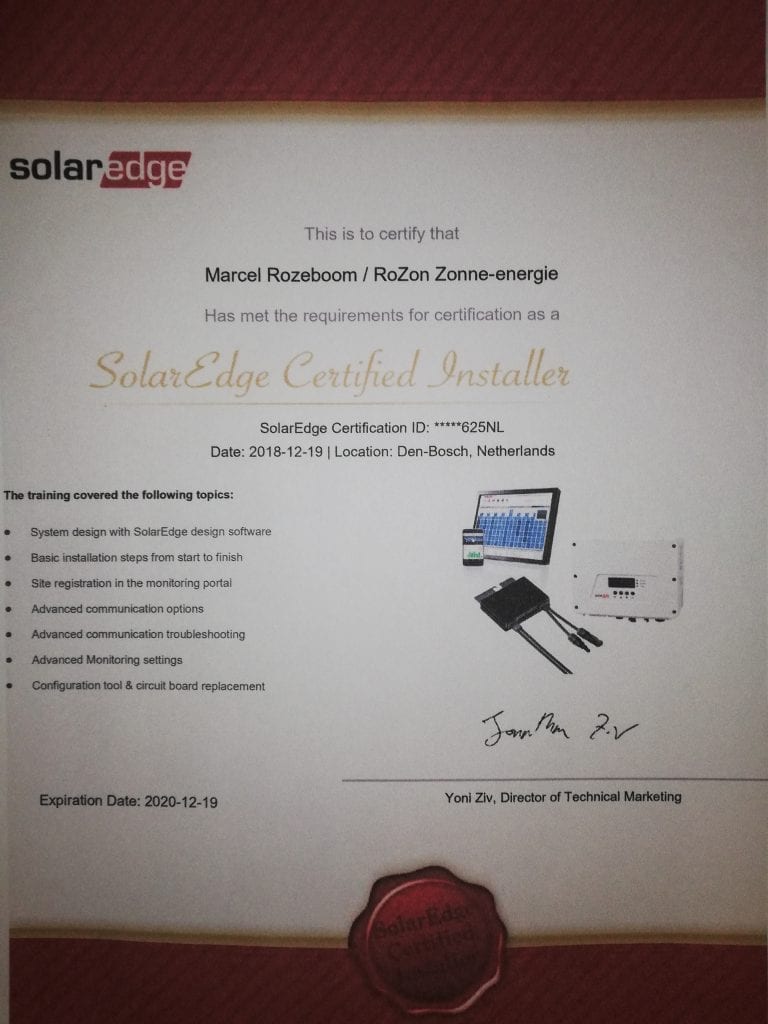 solaredge
This is to certify that
Marcel Rozeboom / RoZon Zonne-energie
Has met the requirements for certification as a
SolarEdge Certified Installer
SolarEdge Certification ID: *****625NL
Date: 2018-12-19 | Location: Den-Bosch, Netherlands
The training covered the following topics:
● System design with SolarEdge design software
● Basic installation steps from start to finish
● Site registration in the monitoring portal
● Advanced communication options
● Advanced communication troubleshooting
● Advanced Monitoring settings
● Configuration tool & circuit board replacement
Expiration Date: 2020-12-19
Yoni Ziv, Director of Technical Marketing
SolarEdge
Certified
Installer